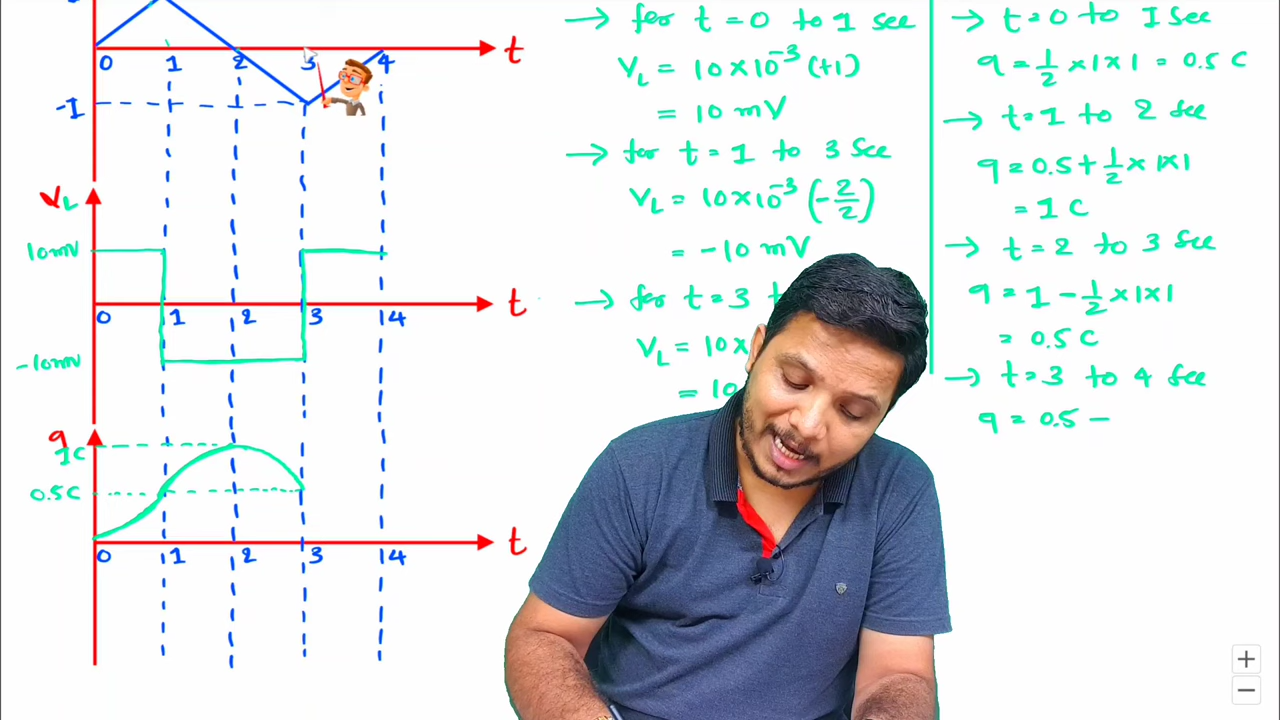 t
0 1 2 3 4
-1
VL
10mV
t
0 1 2 3 4
-10mV
q
1C
0.5C
t
0 1 2 3 4
→ for t=0 to 1 sec
VL = 10×10⁻³ (+1)
= 10 mV
→ for t=1 to 3 Sec
VL = 10×10⁻³ (-2/2)
= -10 mV
→ for t=3
VL = 10×
= 10
→ t=0 to 1 Sec
q = 1/2 ×1×1 = 0.5 C
→ t=1 to 2 Sec
q = 0.5+1/2×1×1
= 1 C
→ t=2 to 3 Sec
q = 1-1/2×1×1
= 0.5 C
→ t=3 to 4 Sec
q = 0.5 -
+
−